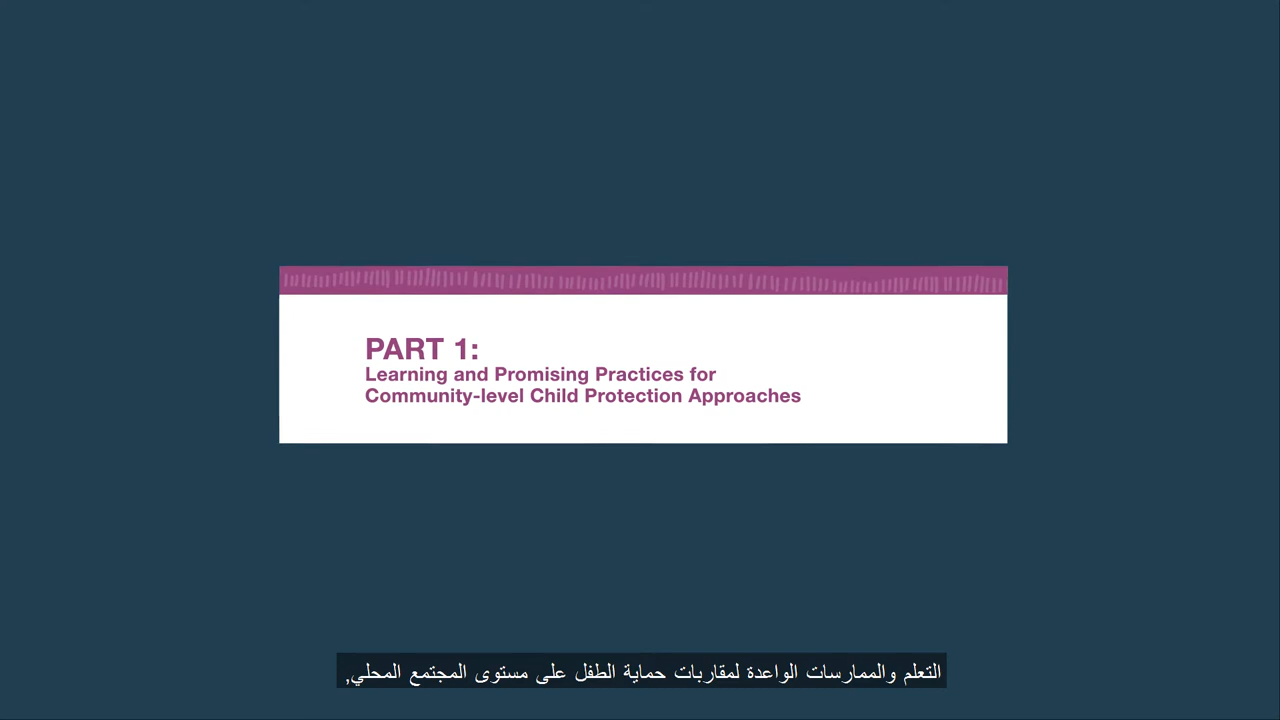 PART 1:
Learning and Promising Practices for
Community-level Child Protection Approaches
التعلم والممارسات الواعدة لمقاربات حماية الطفل على مستوى المجتمع المحلي,